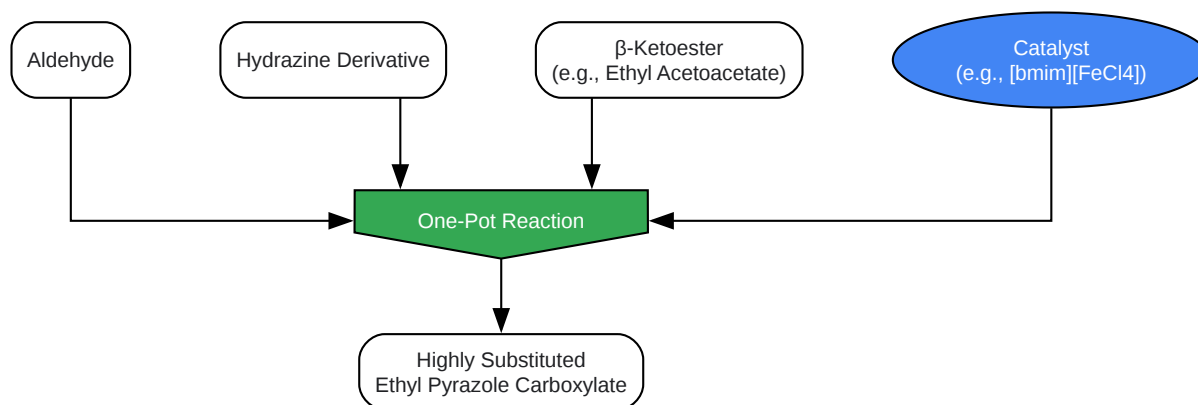 Aldehyde
Hydrazine Derivative
β-Ketoester
(e.g., Ethyl Acetoacetate)
Catalyst
(e.g., [bmim][FeCl4])
One-Pot Reaction
Highly Substituted
Ethyl Pyrazole Carboxylate